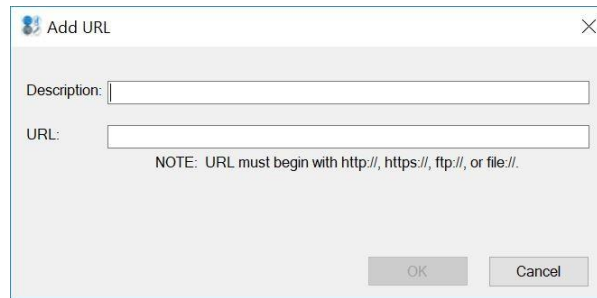 Add URL
Description:
URL:
NOTE:  URL must begin with http://, https://, ftp://, or file://.
OK Cancel